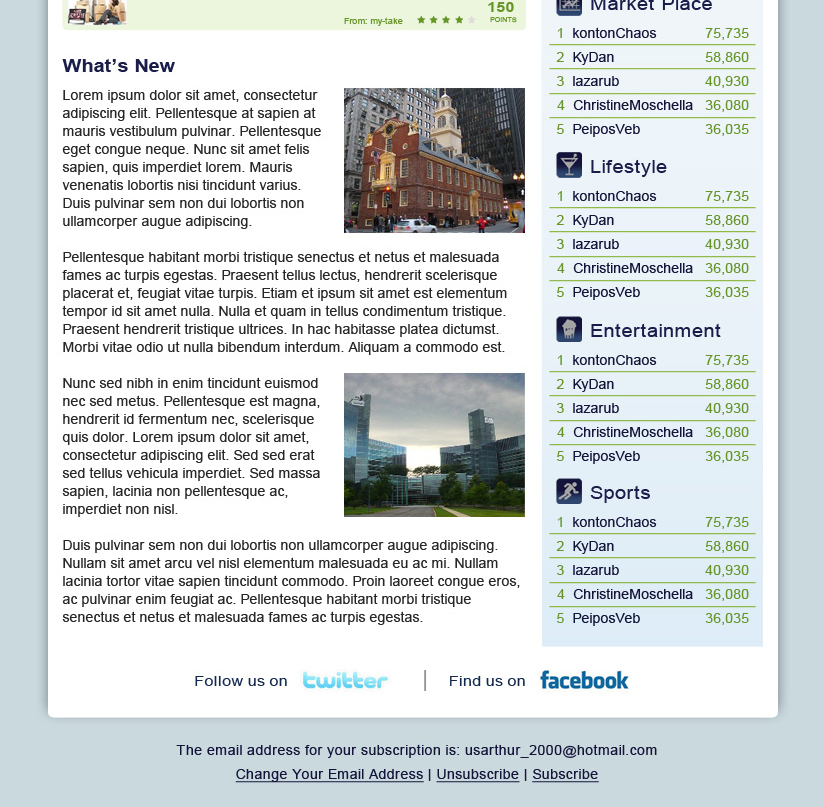 From: my-take
150
POINTS
What's New
Lorem ipsum dolor sit amet, consectetur
adipiscing elit. Pellentesque at sapien at
mauris vestibulum pulvinar. Pellentesque
eget congue neque. Nunc sit amet felis
sapien, quis imperdiet lorem. Mauris
venenatis lobortis nisi tincidunt varius.
Duis pulvinar sem non dui lobortis non
ullamcorper augue adipiscing.
Pellentesque habitant morbi tristique senectus et netus et malesuada
fames ac turpis egestas. Praesent tellus lectus, hendrerit scelerisque
placerat et, feugiat vitae turpis. Etiam et ipsum sit amet est elementum
tempor id sit amet nulla. Nulla et quam in tellus condimentum tristique.
Praesent hendrerit tristique ultrices. In hac habitasse platea dictumst.
Morbi vitae odio ut nulla bibendum interdum. Aliquam a commodo est.
Nunc sed nibh in enim tincidunt euismod
nec sed metus. Pellentesque est magna,
hendrerit id fermentum nec, scelerisque
quis dolor. Lorem ipsum dolor sit amet,
consectetur adipiscing elit. Sed sed erat
sed tellus vehicula imperdiet. Sed massa
sapien, lacinia non pellentesque ac,
imperdiet non nisl.
Duis pulvinar sem non dui lobortis non ullamcorper augue adipiscing.
Nullam sit amet arcu vel nisl elementum malesuada eu ac mi. Nullam
lacinia tortor vitae sapien tincidunt commodo. Proin laoreet congue eros,
ac pulvinar enim feugiat ac. Pellentesque habitant morbi tristique
senectus et netus et malesuada fames ac turpis egestas.
Market Place
1 kontonChaos 75,735
2 KyDan 58,860
3 lazarub 40,930
4 ChristineMoschella 36,080
5 PeiposVeb 36,035
Lifestyle
1 kontonChaos 75,735
2 KyDan 58,860
3 lazarub 40,930
4 ChristineMoschella 36,080
5 PeiposVeb 36,035
Entertainment
1 kontonChaos 75,735
2 KyDan 58,860
3 lazarub 40,930
4 ChristineMoschella 36,080
5 PeiposVeb 36,035
Sports
1 kontonChaos 75,735
2 KyDan 58,860
3 lazarub 40,930
4 ChristineMoschella 36,080
5 PeiposVeb 36,035
Follow us on twitter | Find us on facebook
The email address for your subscription is: usarthur_2000@hotmail.com
Change Your Email Address | Unsubscribe | Subscribe